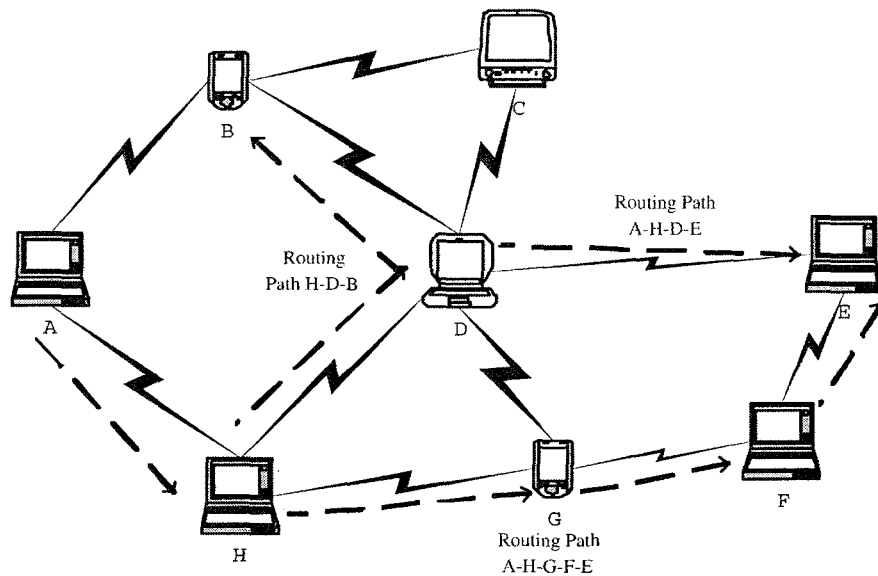 C
B
Routing Path
A-H-D-E
Routing
Path H-D-B
A
D
E
F
G
H
Routing Path
A-H-G-F-E